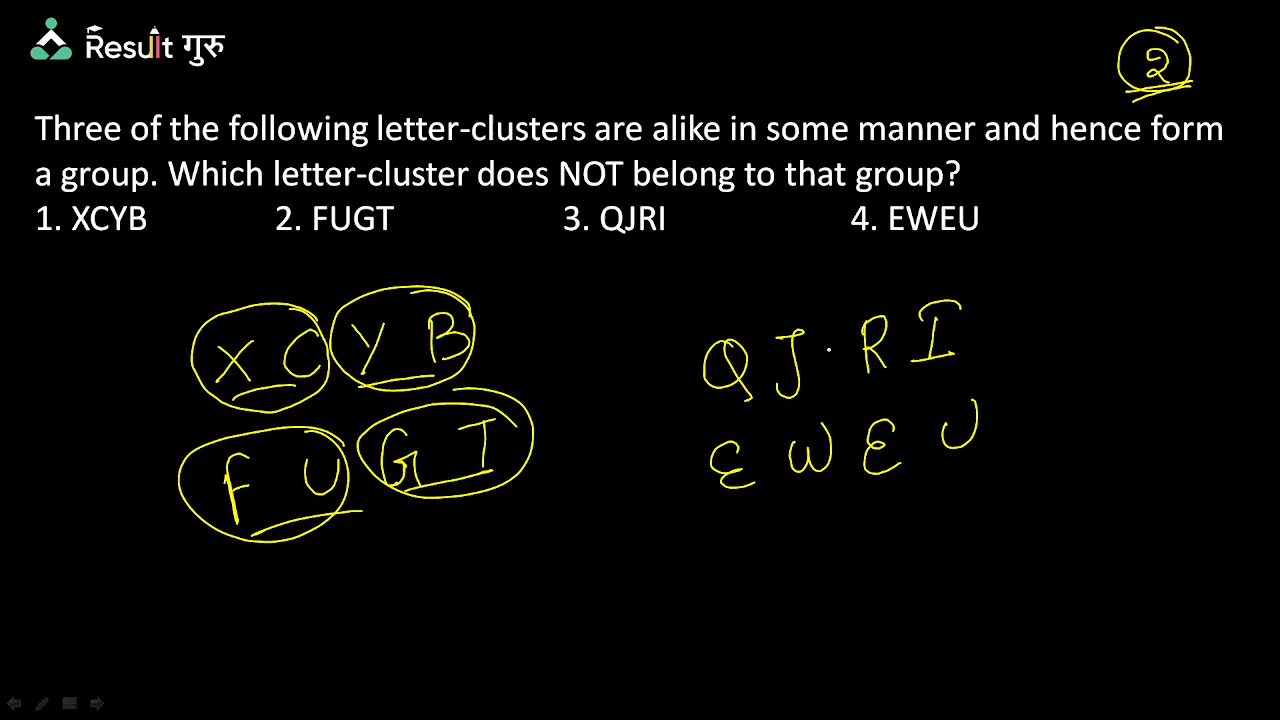 Result गुरु
2
Three of the following letter-clusters are alike in some manner and hence form
a group. Which letter-cluster does NOT belong to that group?
1. XCYB 2. FUGT 3. QJRI 4. EWEU
X C Y B
Q J . R I
F U G T
E W E U